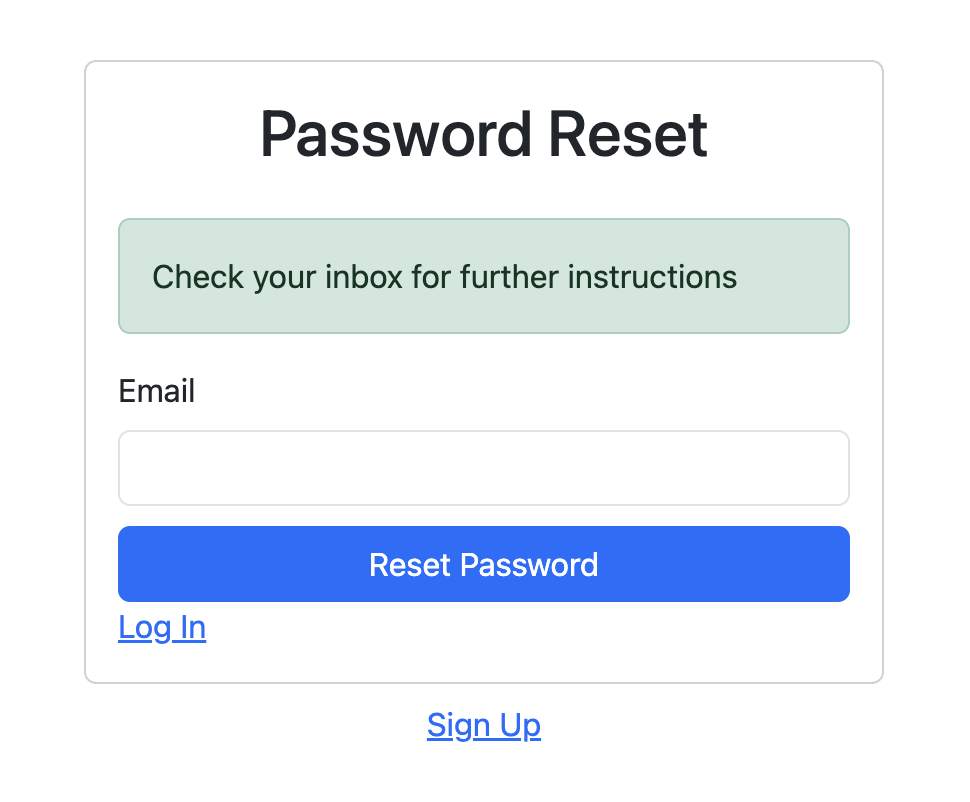 Password Reset
Check your inbox for further instructions
Email
Reset Password
Log In
Sign Up